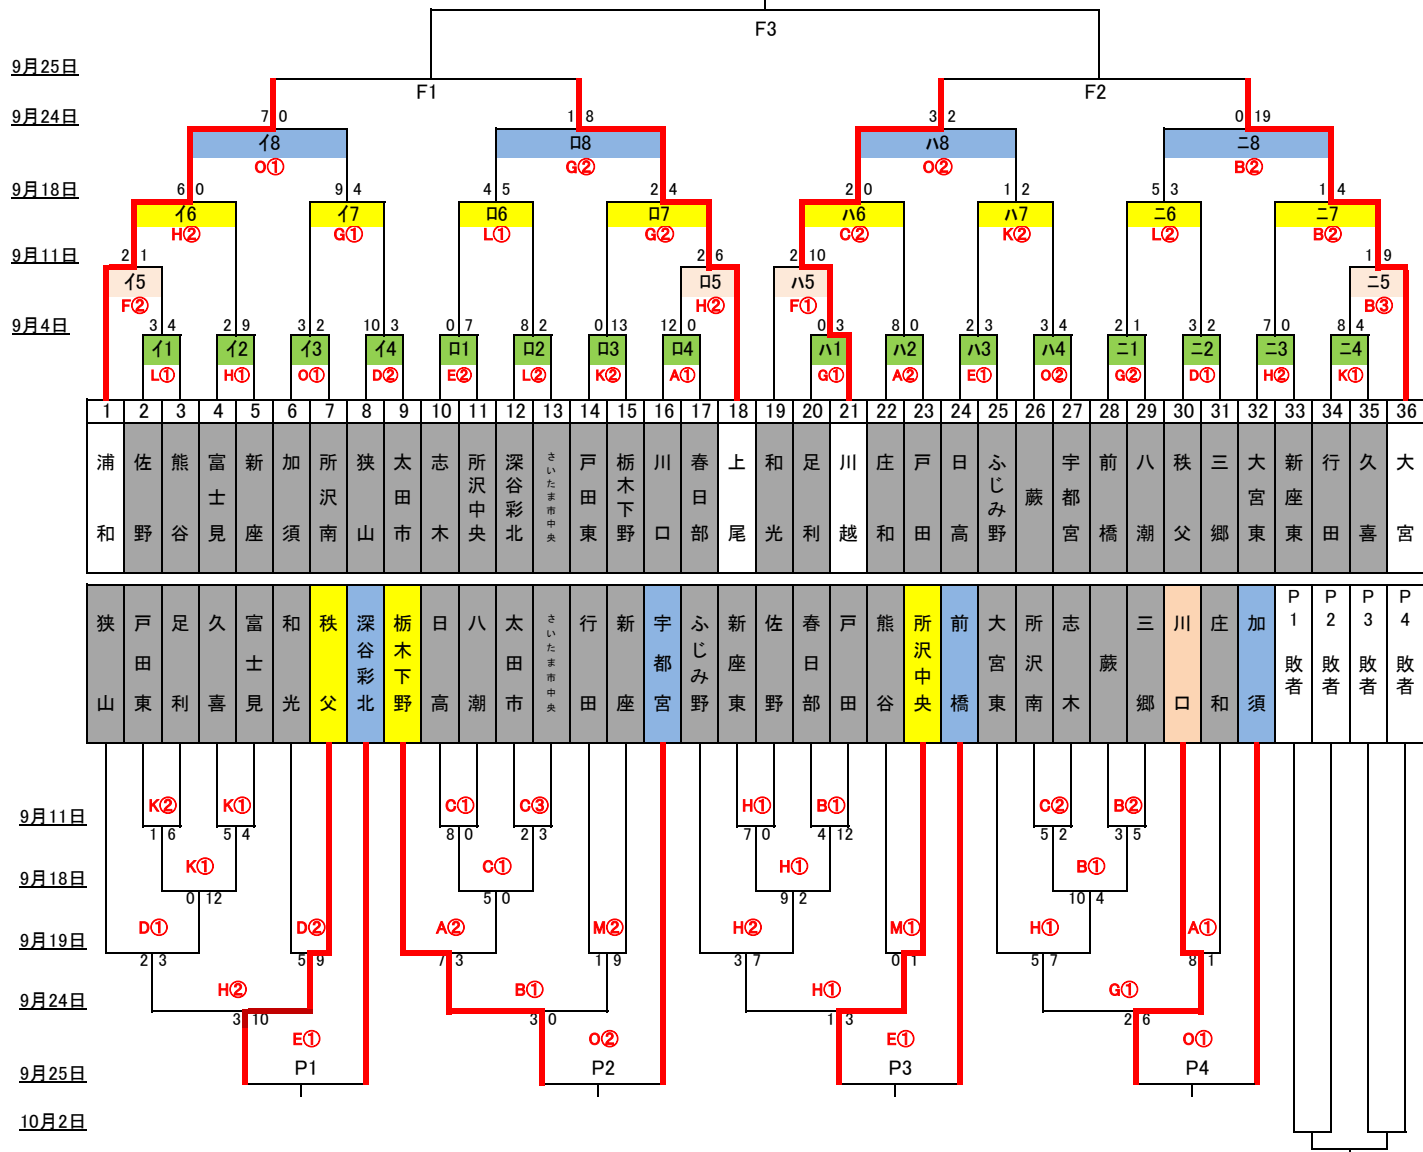 F3
9月25日
F1 F2
9月24日 7 0 1 8 3 2 0 19
イ8 ロ8 ハ8 ニ8
O① G② O② B②
9月18日 6 0 9 4 4 5 2 4 2 0 1 2 5 3 1 4
イ6 イ7 ロ6 ロ7 ハ6 ハ7 ニ6 ニ7
H② G① L① G② C② K② L② B②
9月11日 2 1 2 6 2 10 1 9
イ5 ロ5 ハ5 ニ5
F② H② F① B③
9月4日 3 4 2 9 3 2 10 3 0 7 8 2 0 13 12 0 0 3 8 0 2 3 3 4 2 1 3 2 7 0 8 4
イ1 イ2 イ3 イ4 ロ1 ロ2 ロ3 ロ4 ハ1 ハ2 ハ3 ハ4 ニ1 ニ2 ニ3 ニ4
L① H① O① D② E② L② K② A① G① A② E① O② G② D① H② K①
1 2 3 4 5 6 7 8 9 10 11 12 13 14 15 16 17 18 19 20 21 22 23 24 25 26 27 28 29 30 31 32 33 34 35 36
浦和
佐野
熊谷
富士見
新座
加須
所沢南
狭山
太田市
志木
所沢中央
深谷彩北
さいたま市中央
戸田東
栃木下野
川口
春日部
上尾
和光
足利
川越
庄和
戸田
日高
ふじみ野
蕨
宇都宮
前橋
八潮
秩父
三郷
大宮東
新座東
行田
久喜
大宮
狭山
戸田東
足利
久喜
富士見
和光
秩父
深谷彩北
栃木下野
日高
八潮
太田市
さいたま市中央
行田
新座
宇都宮
ふじみ野
新座東
佐野
春日部
戸田
熊谷
所沢中央
前橋
大宮東
所沢南
志木
蕨
三郷
川口
庄和
加須
P1敗者
P2敗者
P3敗者
P4敗者
K② K① C① C③ H① B① C② B②
9月11日
1 6 5 4 8 0 2 3 7 0 4 12 5 2 3 5
K① C① H① B①
9月18日
0 12 5 0 9 2 10 4
D① D② A② M② H② M① H① A①
9月19日
2 3 5 9 7 3 1 9 3 7 0 1 5 7 8 1
H② B① H① G①
9月24日
3 10 3 0 1 3 2 6
E① O② E① O①
P1 P2 P3 P4
9月25日
10月2日